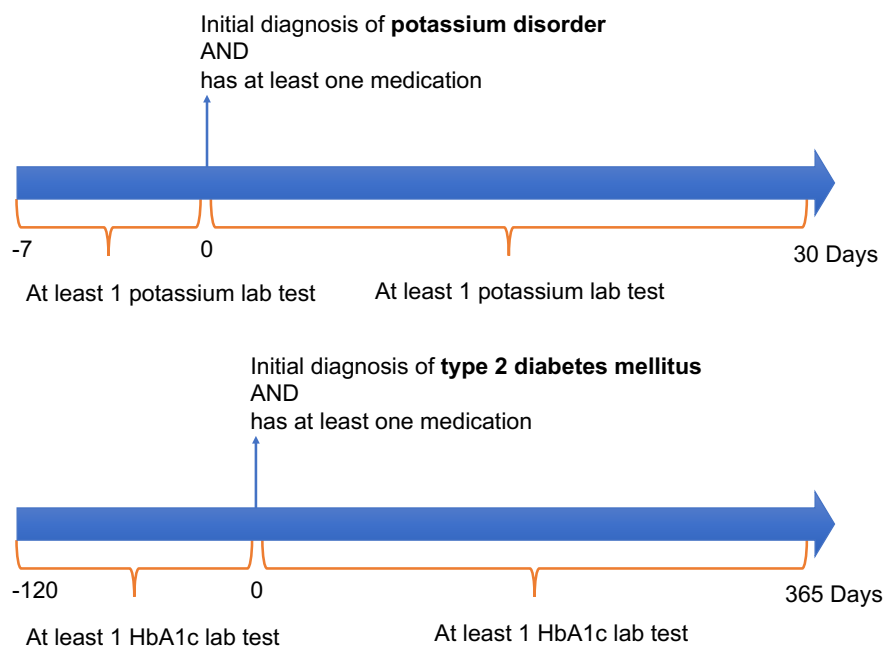 Initial diagnosis of potassium disorder
AND
has at least one medication
-7
0
30 Days
At least 1 potassium lab test
At least 1 potassium lab test
Initial diagnosis of type 2 diabetes mellitus
AND
has at least one medication
-120
0
365 Days
At least 1 HbA1c lab test
At least 1 HbA1c lab test